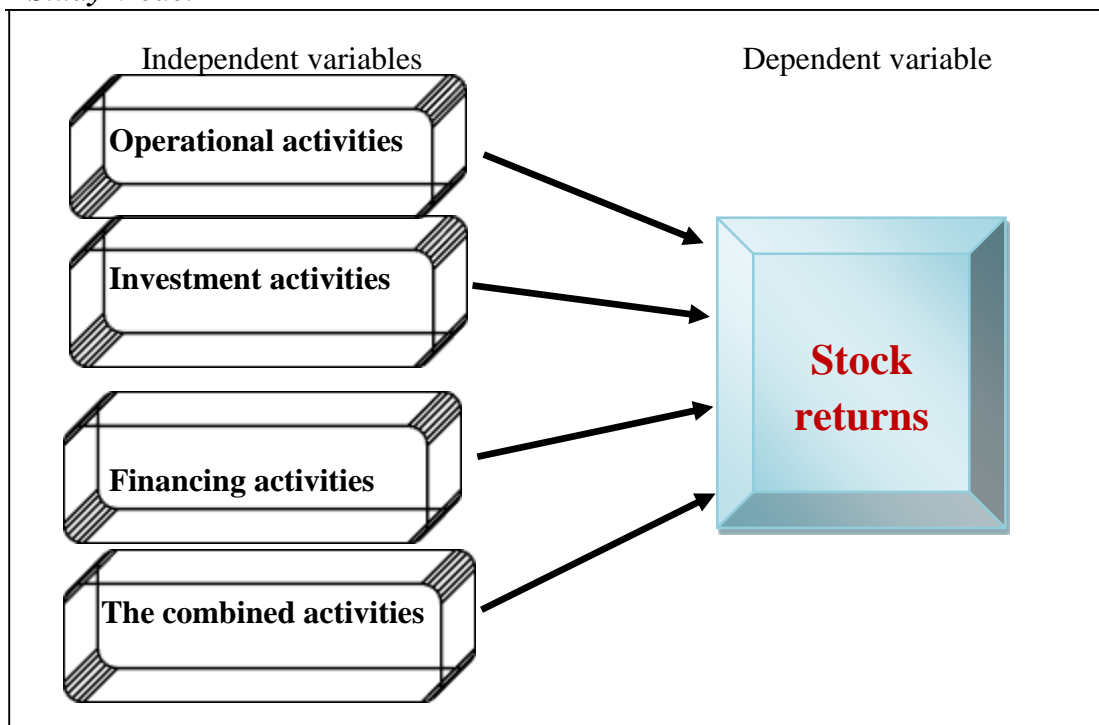 Independent variables
Dependent variable
Operational activities
Investment activities
Financing activities
The combined activities
Stock
returns